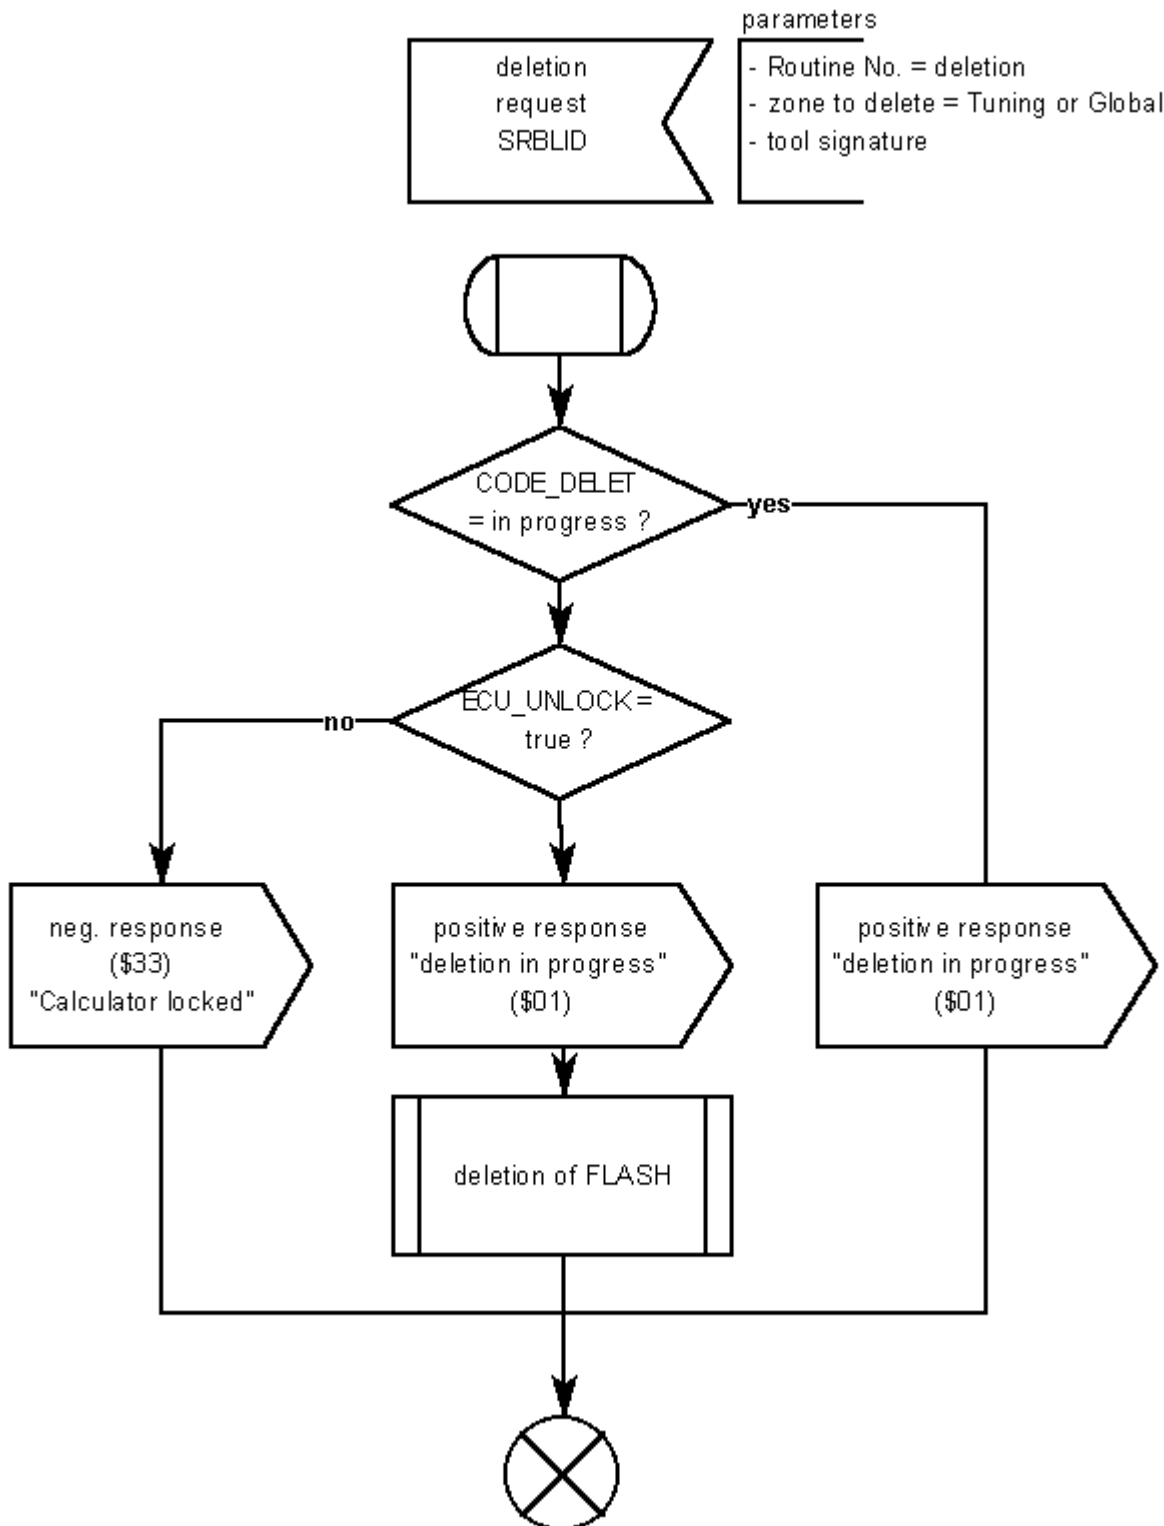 parameters
deletion
request
SRBLID
- Routine No. = deletion
- zone to delete = Tuning or Global
- tool signature
CODE_DELET
= in progress ?
yes
ECU_UNLOCK =
true ?
no
neg. response
($33)
"Calculator locked"
positive response
"deletion in progress"
($01)
positive response
"deletion in progress"
($01)
deletion of FLASH